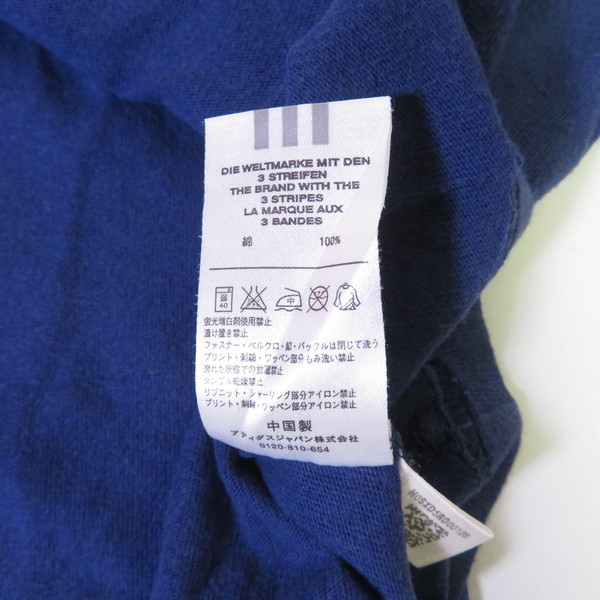 DIE WELTMARKE MIT DEN
3 STREIFEN
THE BRAND WITH THE
3 STRIPES
LA MARQUE AUX
3 BANDES
綿 100%
40
中
蛍光増白剤使用禁止
漬け置き禁止
ファスナー・ベルクロ・釦・バックルは閉じて洗う
プリント・刺繍・ワッペン部分もみ洗い禁止
濡れた状態での放置禁止
タンブル乾燥禁止
リブニット・シャーリング部分アイロン禁止
プリント・刺繍・ワッペン部分アイロン禁止
中国製
アディダスジャパン株式会社
0120-810-654